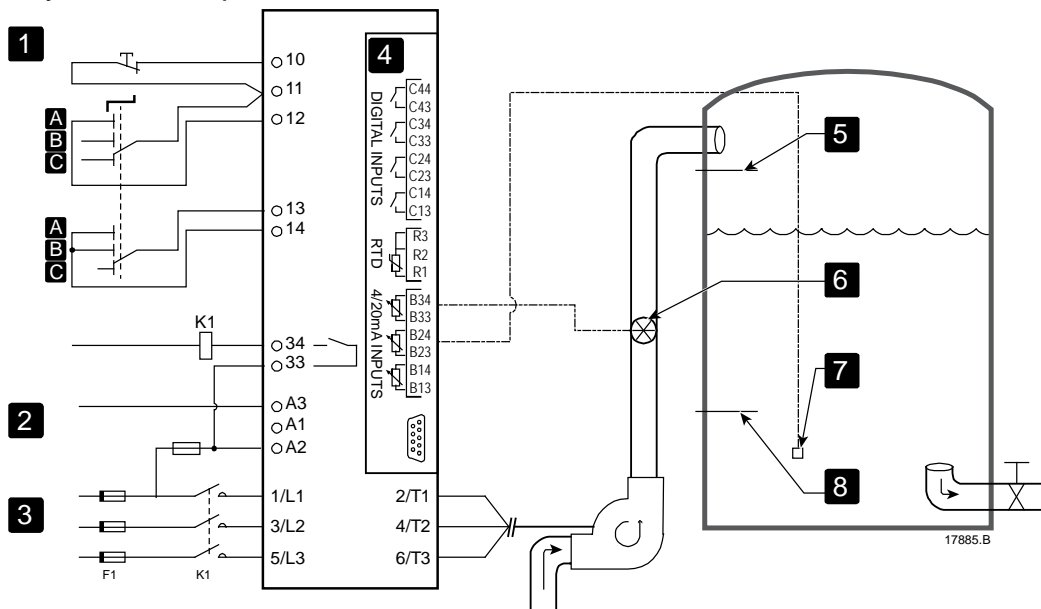 1
10
11
12
A
B
C
13
14
A
B
C
K1
34
33
2
A3
A1
A2
3
1/L1
3/L2
5/L3
F1
K1
4
DIGITAL INPUTS
C44
C43
C34
C33
C24
C23
C14
C13
RTD
R3
R2
R1
4/20mA INPUTS
B34
B33
B24
B23
B14
B13
2/T1
4/T2
6/T3
5
6
7
8
17885.B